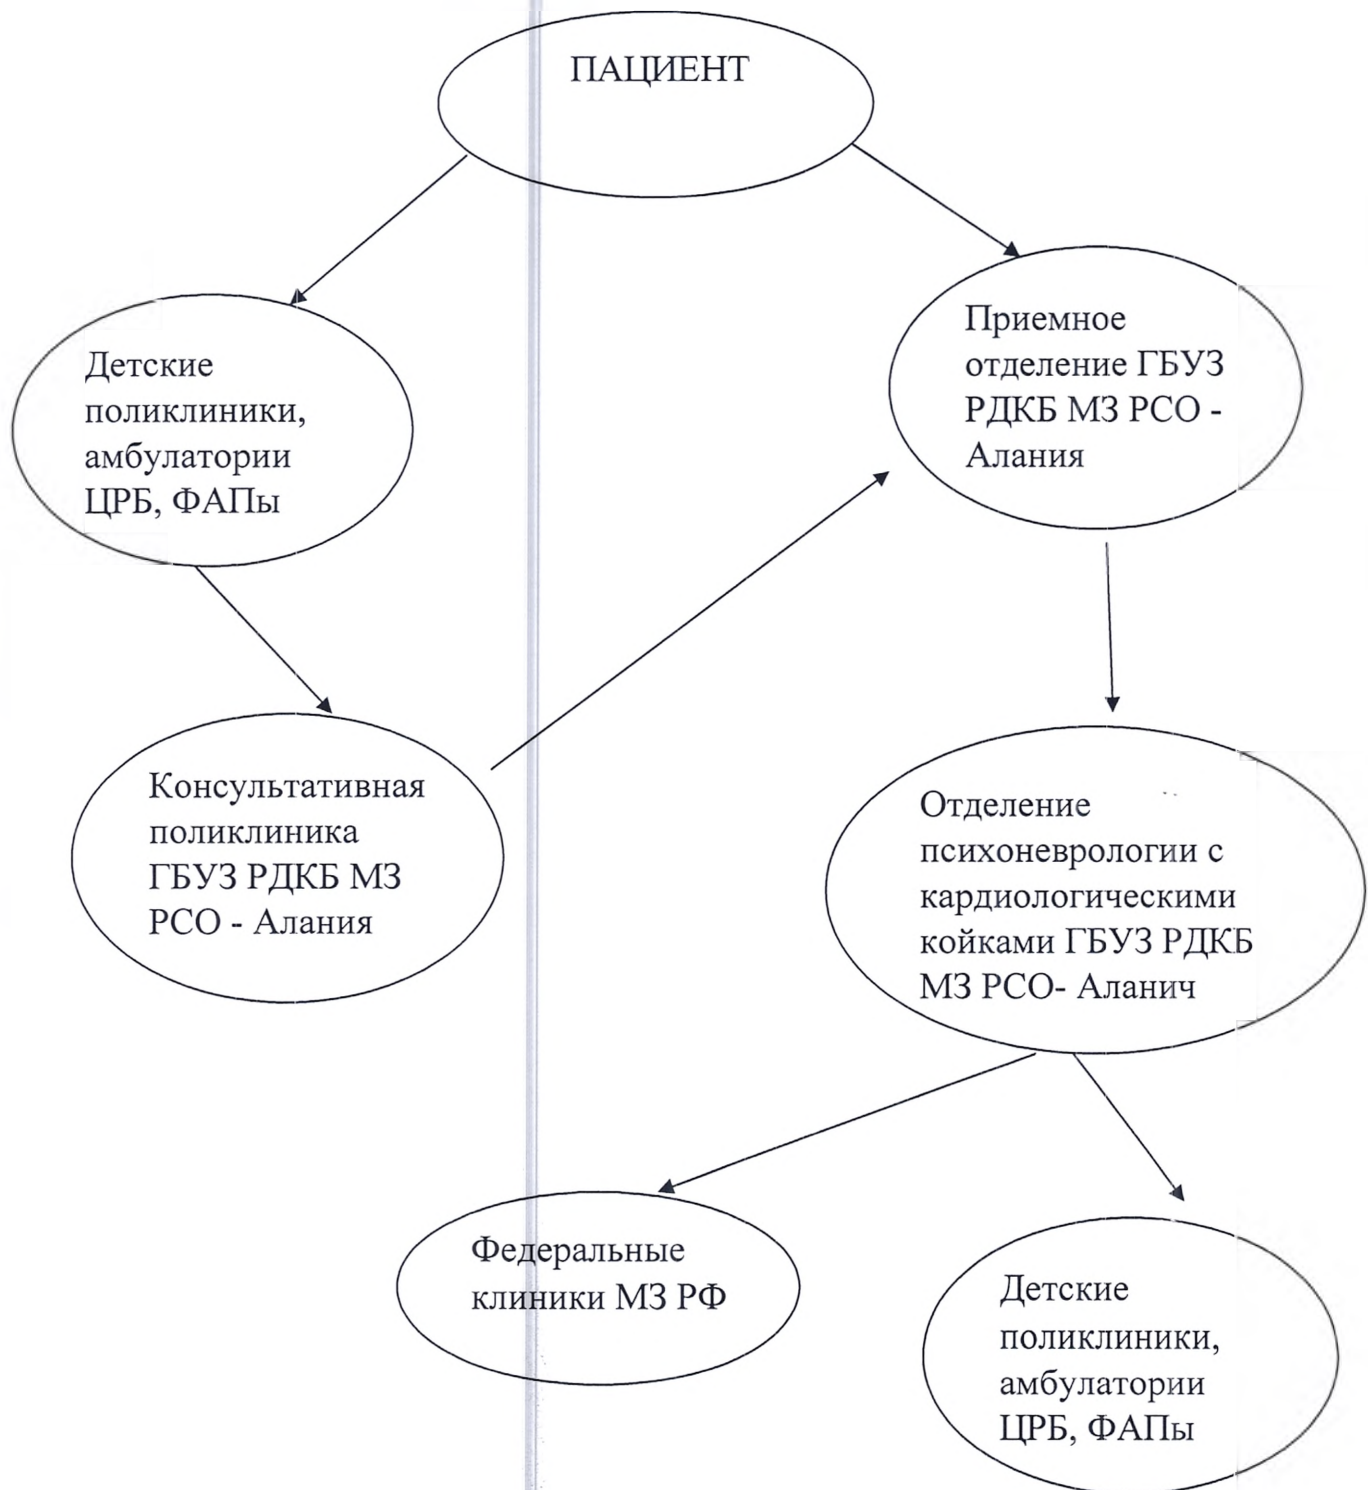 ПАЦИЕНТ
Детские
поликлиники,
амбулатории
ЦРБ, ФАПы
Приемное
отделение ГБУЗ
РДКБ МЗ РСО -
Алания
Консультативная
поликлиника
ГБУЗ РДКБ МЗ
РСО - Алания
Отделение
психоневрологии с
кардиологическими
койками ГБУЗ РДКБ
МЗ РСО- Аланич
Федеральные
клиники МЗ РФ
Детские
поликлиники,
амбулатории
ЦРБ, ФАПы